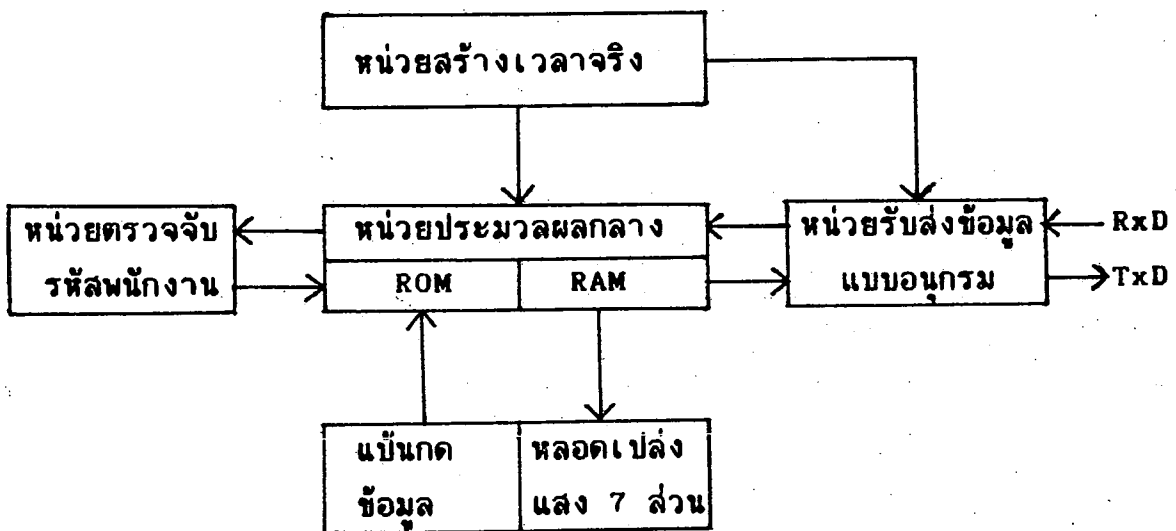 หน่วยสร้างเวลาจริง
หน่วยตรวจจับ
รหัสพนักงาน
หน่วยประมวลผลกลาง
ROM
RAM
หน่วยรับส่งข้อมูล
แบบอนุกรม
RxD
TxD
แป้นกด
ข้อมูล
หลอดเปล่ง
แสง 7 ส่วน